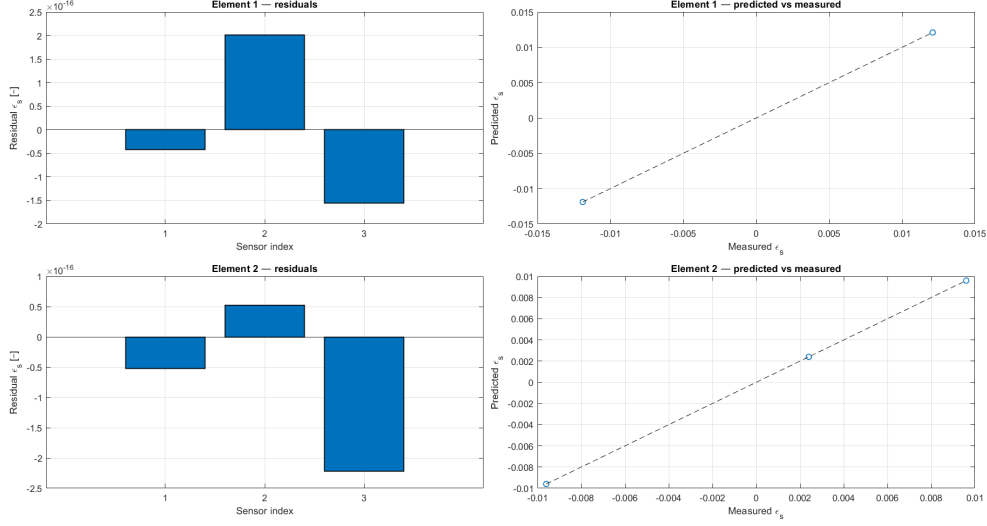 Element 1 — residuals
×10⁻¹⁶
2.5
2
1.5
1
0.5
0
-0.5
-1
-1.5
-2
Residual ϵₛ [-]
1 2 3
Sensor index
Element 1 — predicted vs measured
0.015
0.01
0.005
0
-0.005
-0.01
-0.015
Predicted ϵₛ
-0.015 -0.01 -0.005 0 0.005 0.01 0.015
Measured ϵₛ
Element 2 — residuals
×10⁻¹⁶
1
0.5
0
-0.5
-1
-1.5
-2
-2.5
Residual ϵₛ [-]
1 2 3
Sensor index
Element 2 — predicted vs measured
0.01
0.008
0.006
0.004
0.002
0
-0.002
-0.004
-0.006
-0.008
-0.01
Predicted ϵₛ
-0.01 -0.008 -0.006 -0.004 -0.002 0 0.002 0.004 0.006 0.008 0.01
Measured ϵₛ